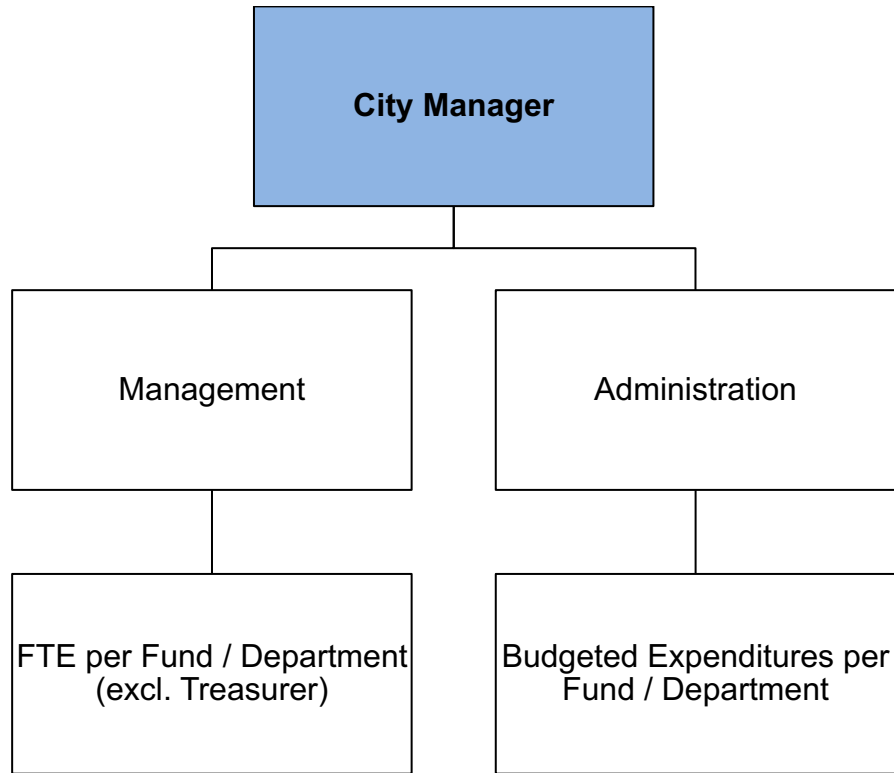 City Manager
Management
Administration
FTE per Fund / Department
(excl. Treasurer)
Budgeted Expenditures per
Fund / Department